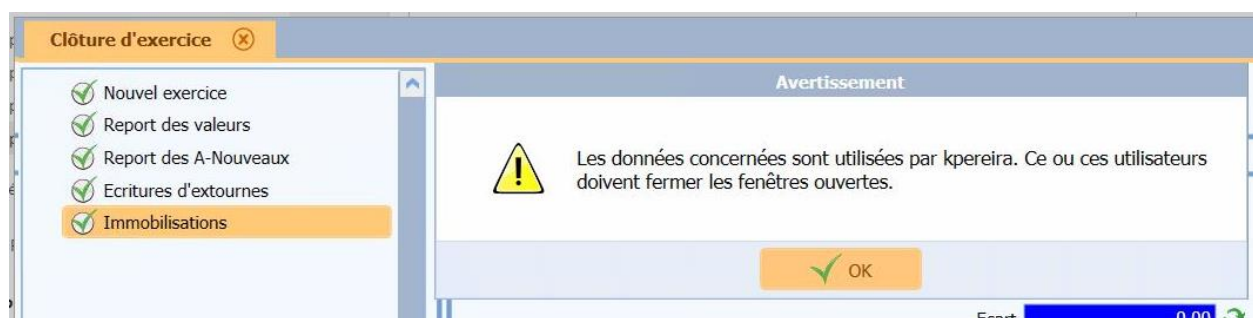 Clôture d'exercice
Nouvel exercice
Report des valeurs
Report des A-Nouveaux
Ecritures d'extournes
Immobilisations
Avertissement
Les données concernées sont utilisées par kpereira. Ce ou ces utilisateurs
doivent fermer les fenêtres ouvertes.
OK
Ecart 0.00